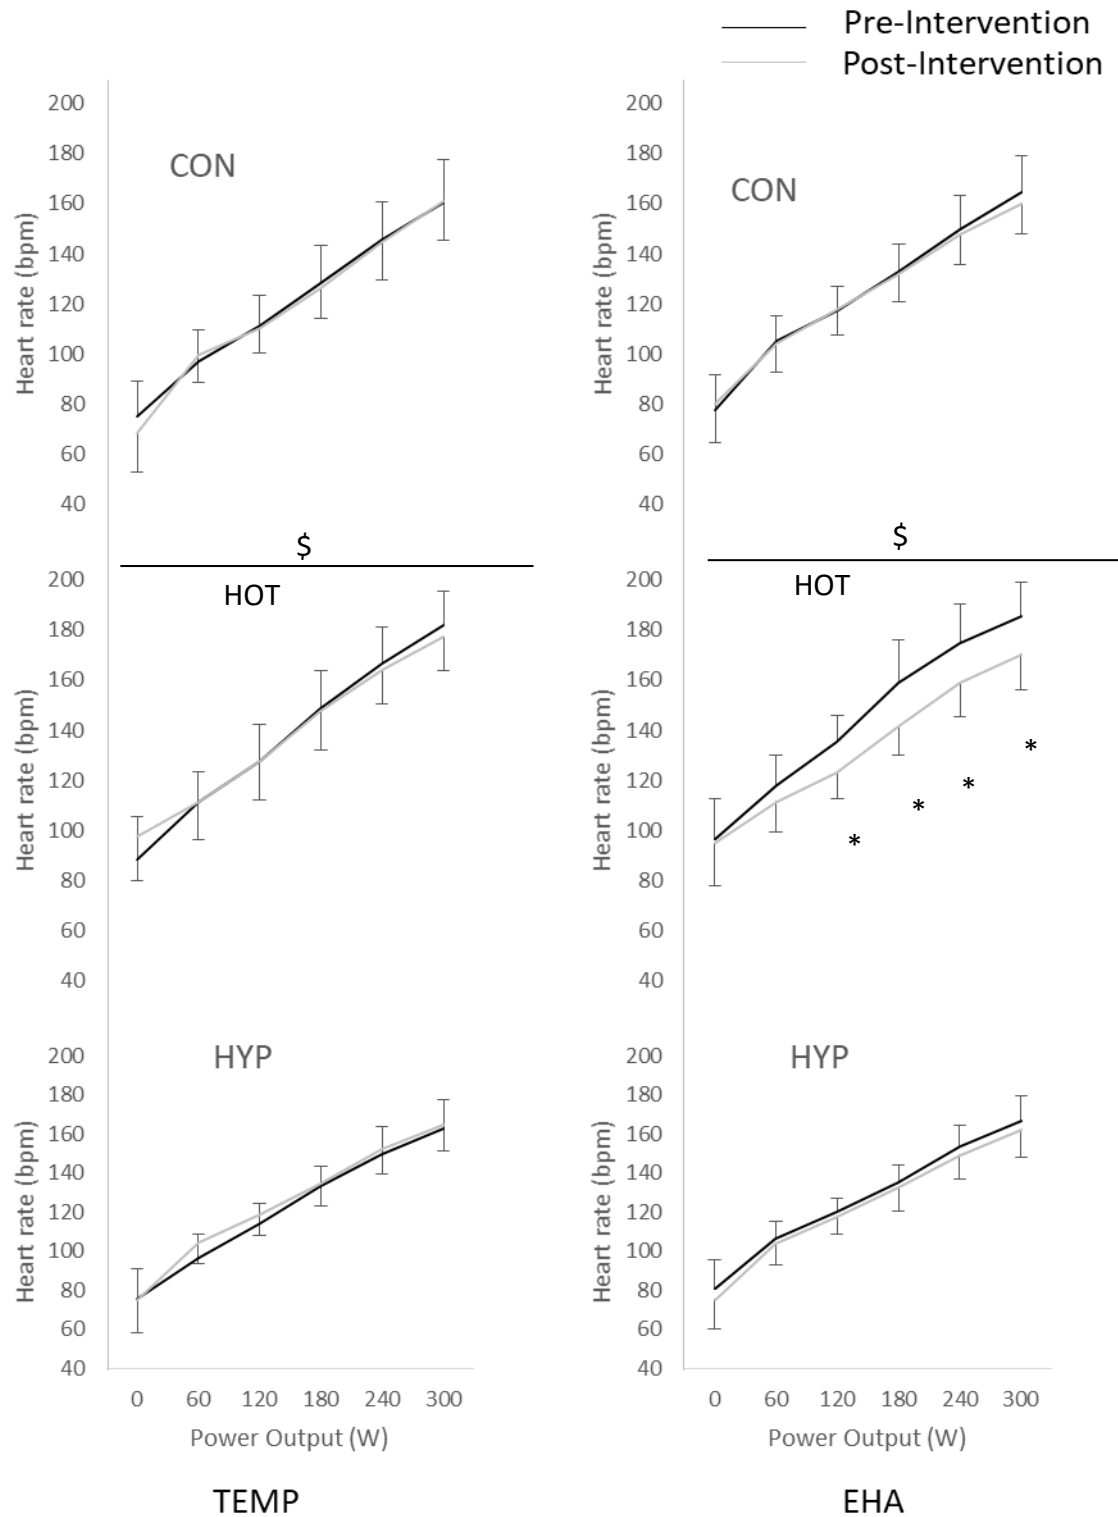 Pre-Intervention
Post-Intervention
200
180
160
140
120
100
80
60
40
Heart rate (bpm)
CON
200
180
160
140
120
100
80
60
40
Heart rate (bpm)
CON
$
HOT
200
180
160
140
120
100
80
60
40
Heart rate (bpm)
$
HOT
200
180
160
140
120
100
80
60
40
Heart rate (bpm)
* * * *
HYP
200
180
160
140
120
100
80
60
40
Heart rate (bpm)
0 60 120 180 240 300
Power Output (W)
TEMP
HYP
200
180
160
140
120
100
80
60
40
Heart rate (bpm)
0 60 120 180 240 300
Power Output (W)
EHA